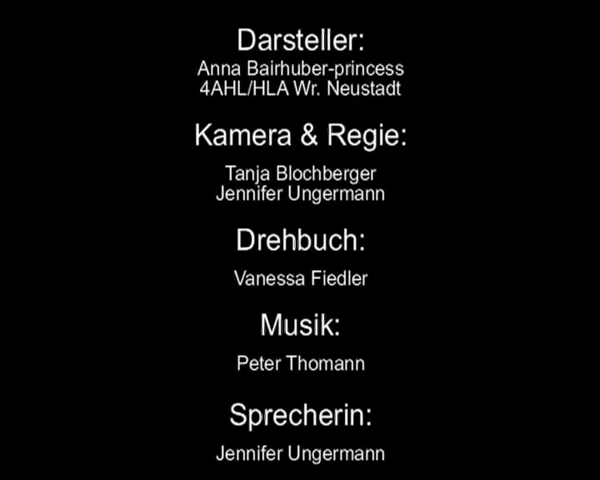 Darsteller:
Anna Bairhuber-princess
4AHL/HLA Wr. Neustadt
Kamera & Regie:
Tanja Blochberger
Jennifer Ungermann
Drehbuch:
Vanessa Fiedler
Musik:
Peter Thomann
Sprecherin:
Jennifer Ungermann